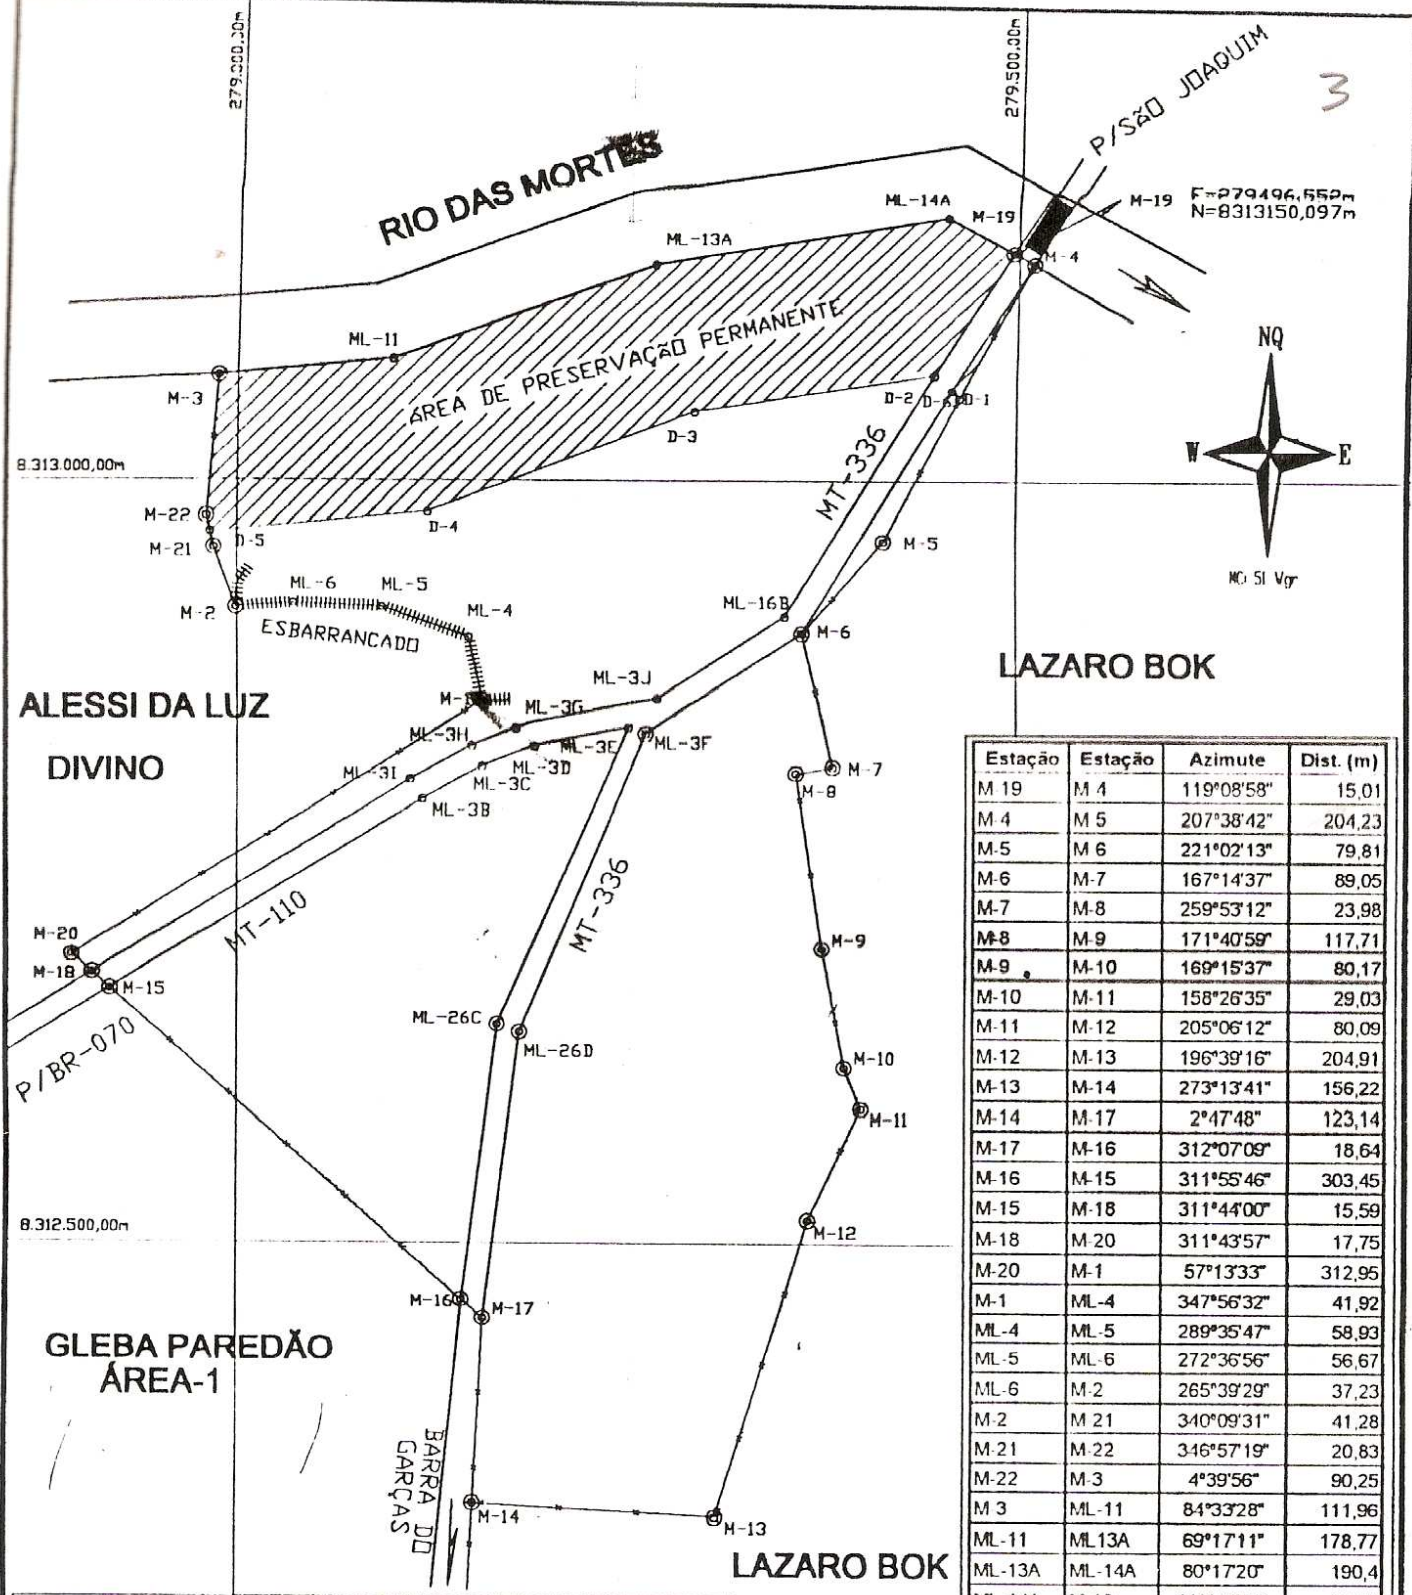 279.000,00m
279.500,00m
P/SÃO JOAQUIM
3
RIO DAS MORTES
ML-14A
M-19
M-19
E=279496,552m
N=8313150,097m
ML-13A
M-4
ML-11
ÁREA DE PRESERVAÇÃO PERMANENTE
M-3
NQ
D-2
D-6
D-1
D-3
W
E
8.313.000,00m
MT-336
M-22
D-4
M-21
D-5
M-5
ML-6
ML-5
M-2
ML-4
ML-16B
ESBARRANCADO
M-6
LAZARO BOK
ML-3J
ALESSI DA LUZ
M-1
ML-3G
ML-3H
ML-3E
ML-3F
DIVINO
ML-3I
ML-3D
M-7
ML-3C
M-8
ML-3B
MT-336
MT-110
M-20
M-9
M-18
M-15
ML-26C
P/BR-070
ML-26D
M-10
M-11
8.312.500,00m
M-12
M-16
M-17
GLEBA PAREDÃO
ÁREA-1
BARRA DO
GARÇAS
M-14
M-13
LAZARO BOK
Estação Estação Azimute Dist. (m)
M-19 M 4 119°08'58" 15,01
M-4 M 5 207°38'42" 204,23
M-5 M 6 221°02'13" 79,81
M-6 M-7 167°14'37" 89,05
M-7 M-8 259°53'12" 23,98
M-8 M-9 171°40'59" 117,71
M-9 M-10 169°15'37" 80,17
M-10 M-11 158°26'35" 29,03
M-11 M-12 205°06'12" 80,09
M-12 M-13 196°39'16" 204,91
M-13 M-14 273°13'41" 156,22
M-14 M-17 2°47'48" 123,14
M-17 M-16 312°07'09" 18,64
M-16 M-15 311°55'46" 303,45
M-15 M-18 311°44'00" 15,59
M-18 M-20 311°43'57" 17,75
M-20 M-1 57°13'33" 312,95
M-1 ML-4 347°56'32" 41,92
ML-4 ML-5 289°35'47" 58,93
ML-5 ML-6 272°36'56" 56,67
ML-6 M-2 265°39'29" 37,23
M-2 M 21 340°09'31" 41,28
M-21 M-22 346°57'19" 20,83
M-22 M-3 4°39'56" 90,25
M 3 ML-11 84°33'28" 111,96
ML-11 ML13A 69°17'11" 178,77
ML-13A ML-14A 80°17'20" 190,4